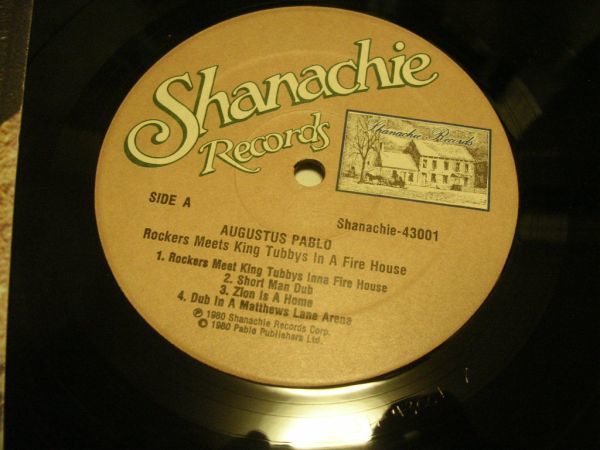 Shanachie
Records
Shanachie Records
SIDE A
Shanachie-43001
AUGUSTUS PABLO
Rockers Meets King Tubbys In A Fire House
1. Rockers Meet King Tubbys Inna Fire House
2. Short Man Dub
3. Zion Is A Home
4. Dub In A Matthews Lane Arena
℗ 1980 Shanachie Records Corp.
© 1980 Pablo Publishers Ltd.